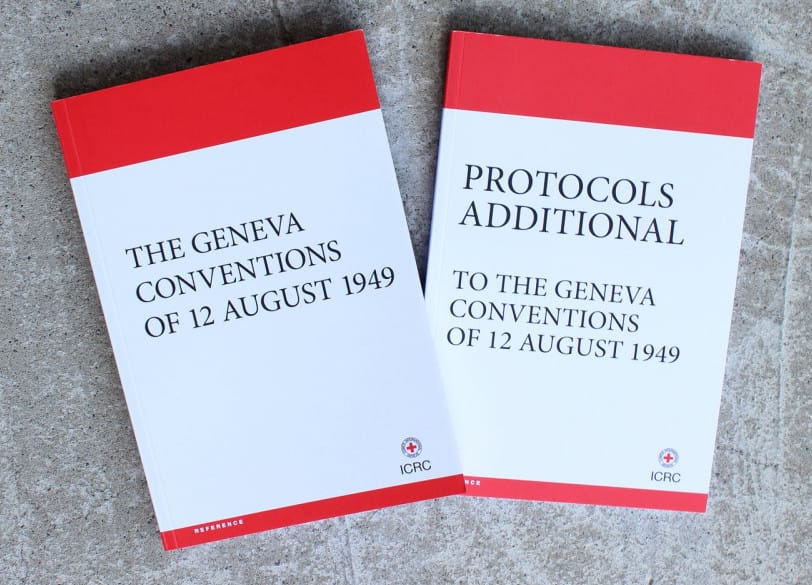 THE GENEVA
CONVENTIONS
OF 12 AUGUST 1949
ICRC
REFERENCE
PROTOCOLS
ADDITIONAL
TO THE GENEVA
CONVENTIONS
OF 12 AUGUST 1949
ICRC
NCE